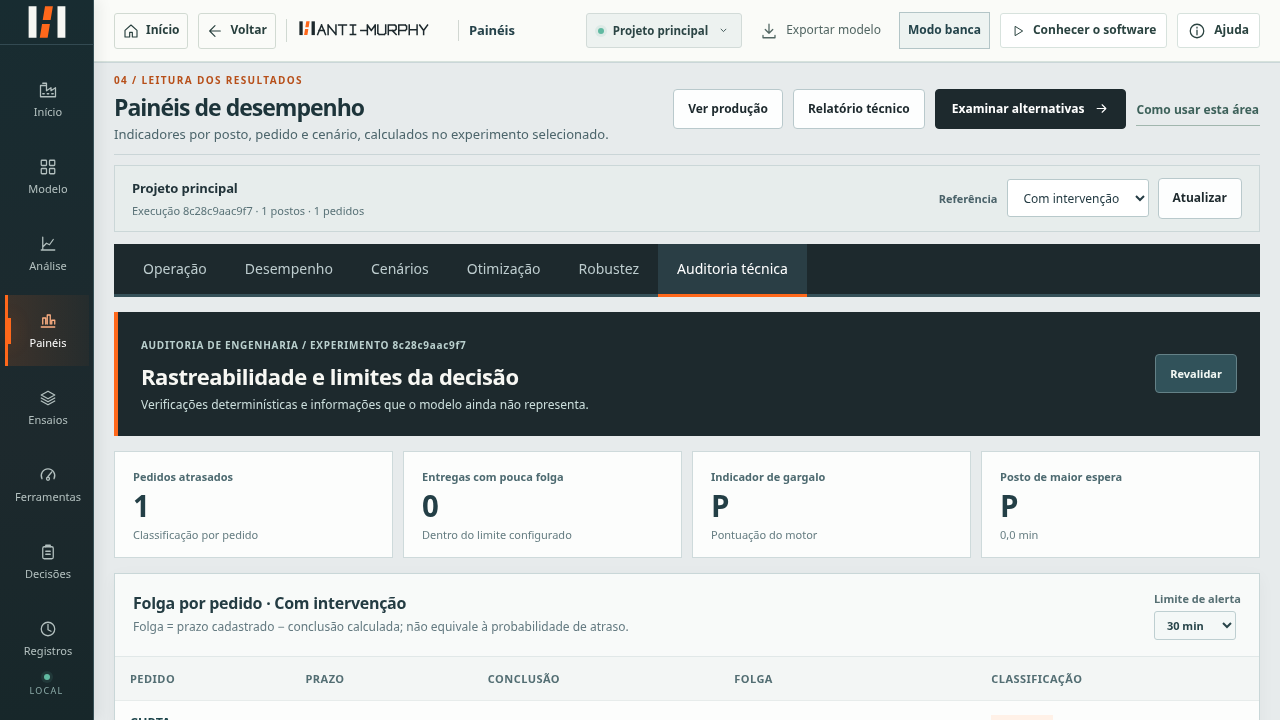 Início
Voltar
ANTI-MURPHY
Painéis
Projeto principal
Exportar modelo
Modo banca
Conhecer o software
Ajuda
Início
Modelo
Análise
Painéis
Ensaios
Ferramentas
Decisões
Registros
LOCAL
04 / LEITURA DOS RESULTADOS
Painéis de desempenho
Indicadores por posto, pedido e cenário, calculados no experimento selecionado.
Ver produção
Relatório técnico
Examinar alternativas →
Como usar esta área
Projeto principal
Execução 8c28c9aac9f7 · 1 postos · 1 pedidos
Referência
Com intervenção
Atualizar
Operação
Desempenho
Cenários
Otimização
Robustez
Auditoria técnica
AUDITORIA DE ENGENHARIA / EXPERIMENTO 8c28c9aac9f7
Rastreabilidade e limites da decisão
Verificações determinísticas e informações que o modelo ainda não representa.
Revalidar
Pedidos atrasados
1
Classificação por pedido
Entregas com pouca folga
0
Dentro do limite configurado
Indicador de gargalo
P
Pontuação do motor
Posto de maior espera
P
0,0 min
Folga por pedido · Com intervenção
Folga = prazo cadastrado − conclusão calculada; não equivale à probabilidade de atraso.
Limite de alerta
30 min
PEDIDO
PRAZO
CONCLUSÃO
FOLGA
CLASSIFICAÇÃO